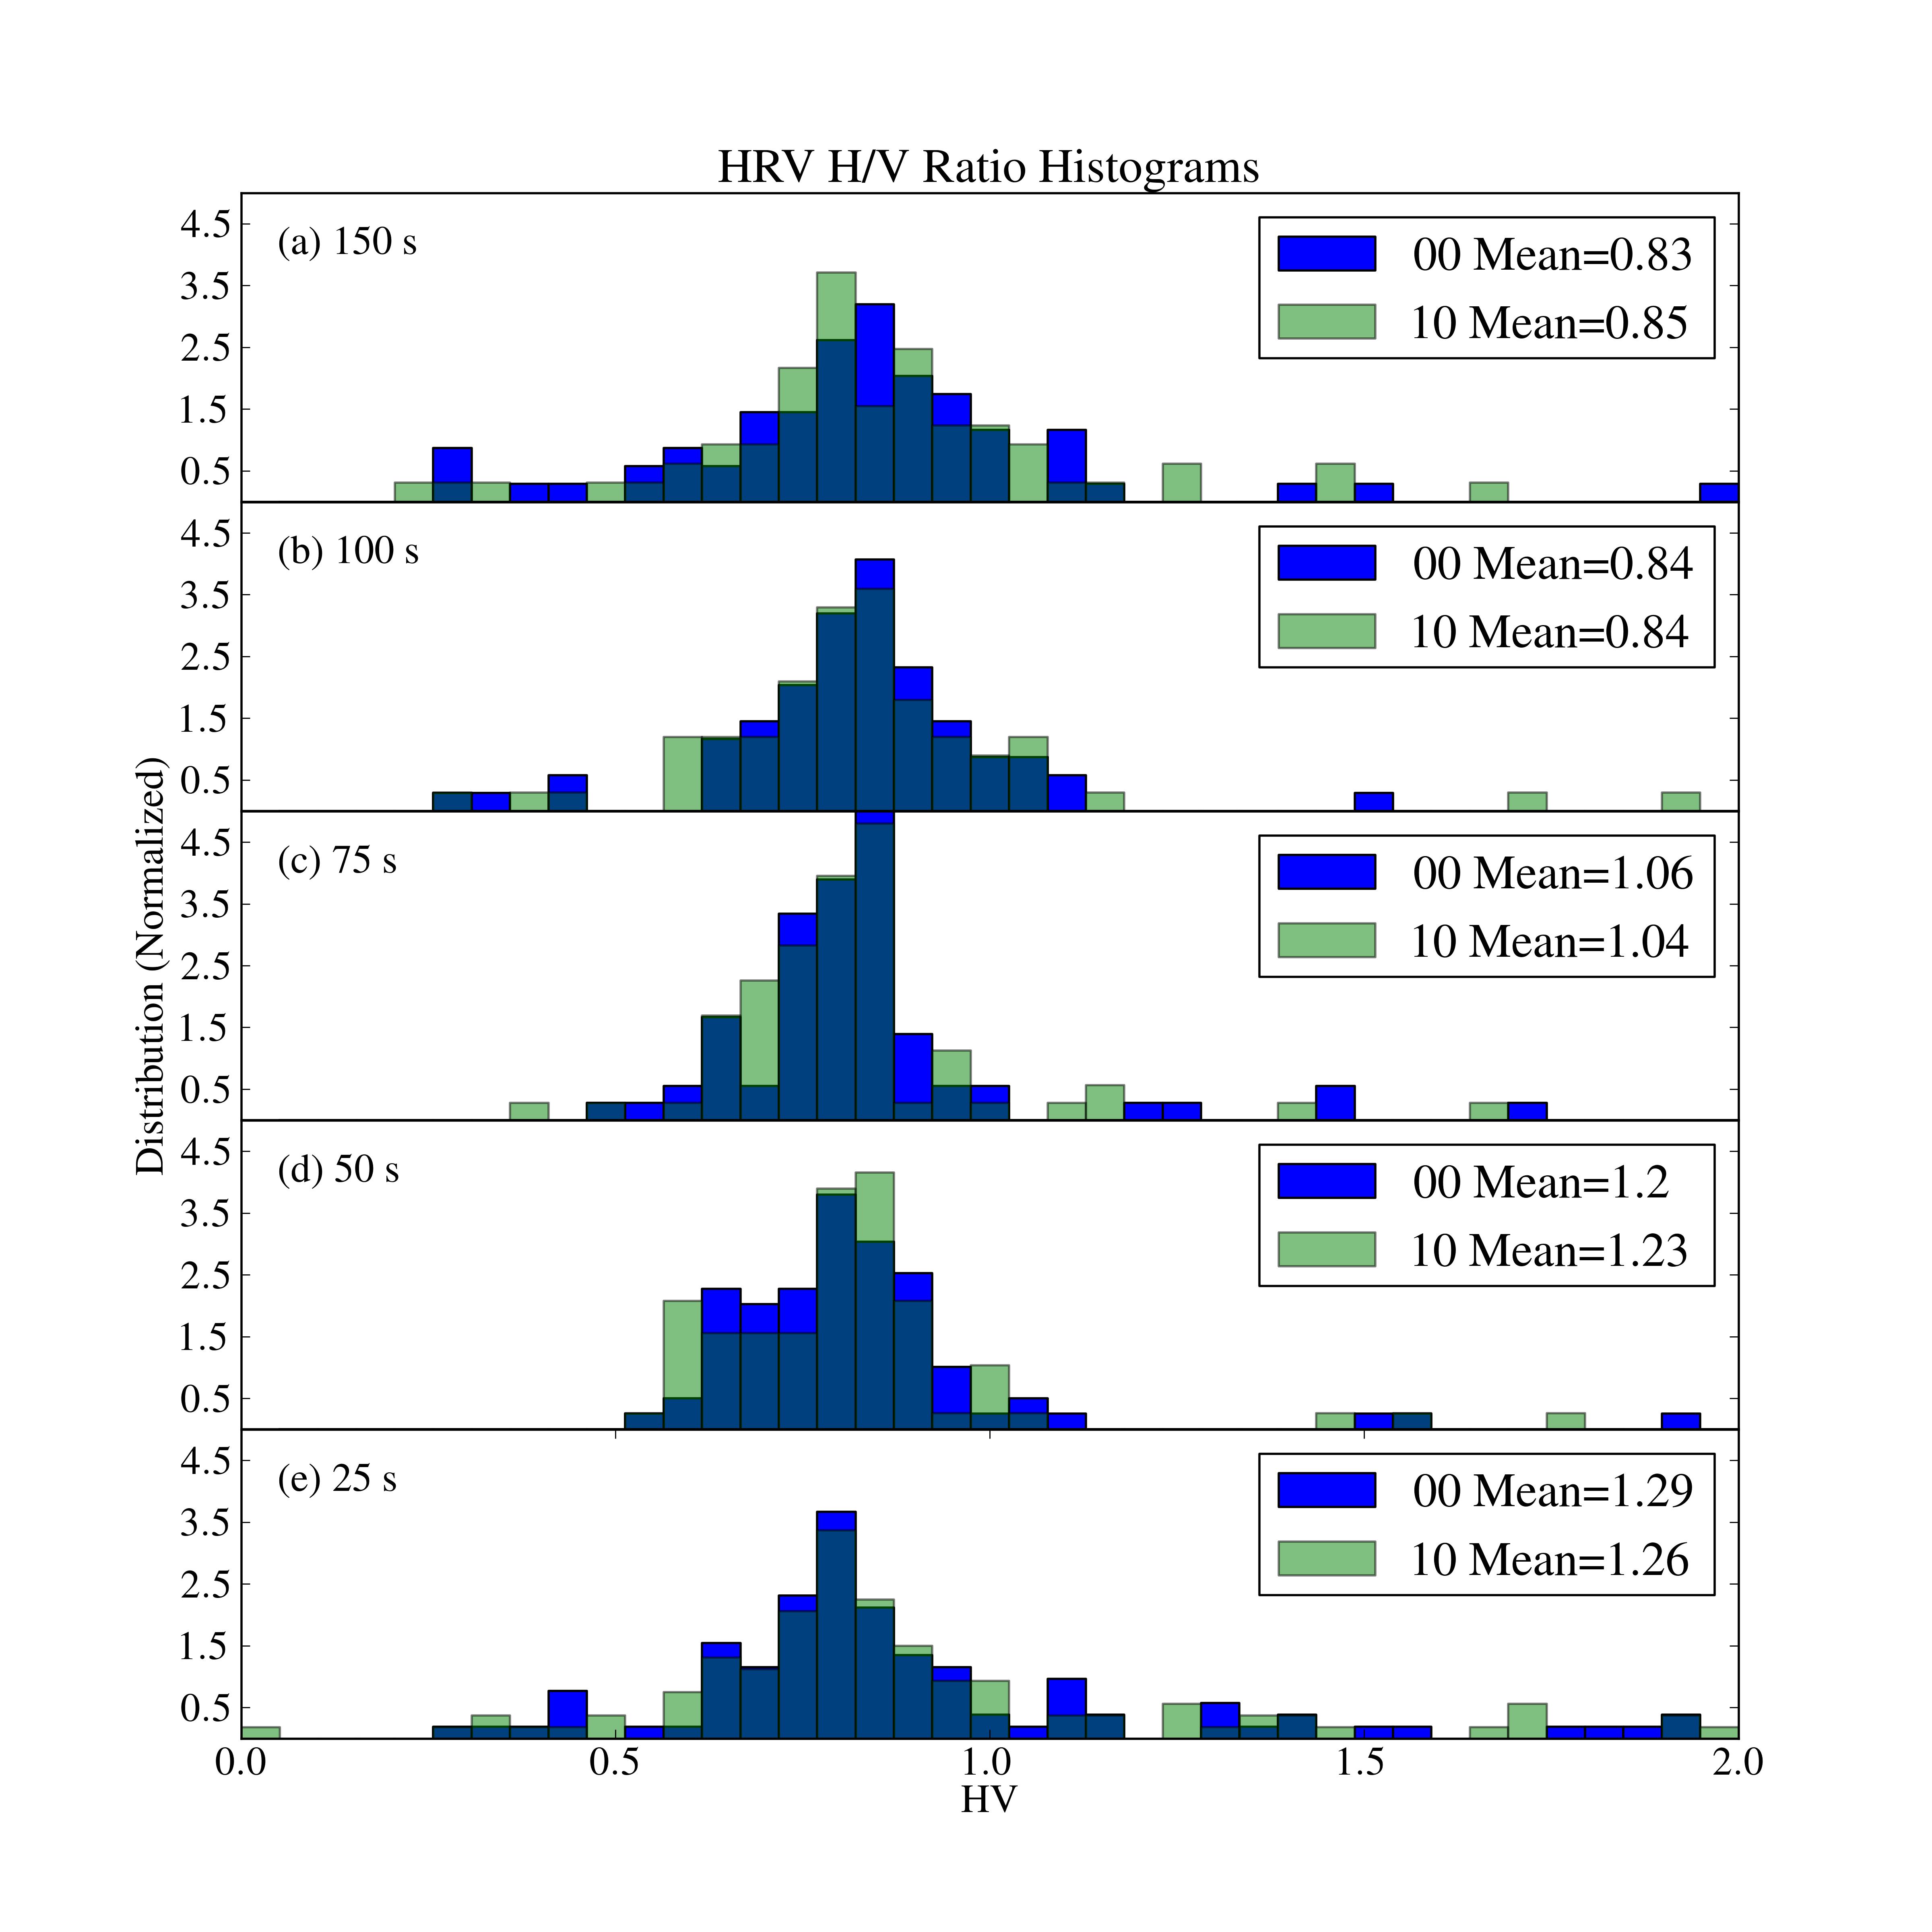 HRV H/V Ratio Histograms
Distribution (Normalized)
4.5
3.5
2.5
1.5
0.5
(a) 150 s
00 Mean=0.83
10 Mean=0.85
4.5
3.5
2.5
1.5
0.5
(b) 100 s
00 Mean=0.84
10 Mean=0.84
4.5
3.5
2.5
1.5
0.5
(c) 75 s
00 Mean=1.06
10 Mean=1.04
4.5
3.5
2.5
1.5
0.5
(d) 50 s
00 Mean=1.2
10 Mean=1.23
4.5
3.5
2.5
1.5
0.5
(e) 25 s
00 Mean=1.29
10 Mean=1.26
0.0 0.5 1.0 1.5 2.0
HV